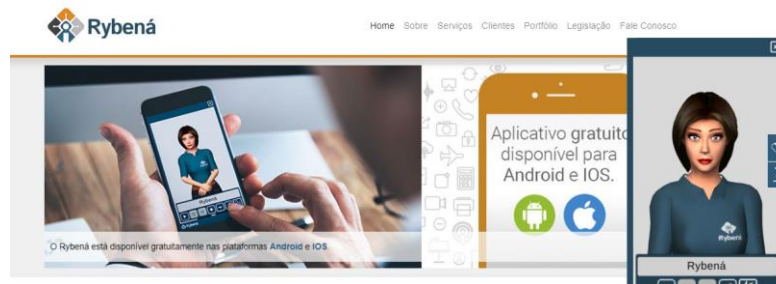 Rybená
Home Sobre Serviços Clientes Portfólio Legislação Fale Conosco
Rybená
Aplicativo gratuito
disponível para
Android e IOS.
O Rybená está disponível gratuitamente nas plataformas Android e IOS
Rybená
Rybená